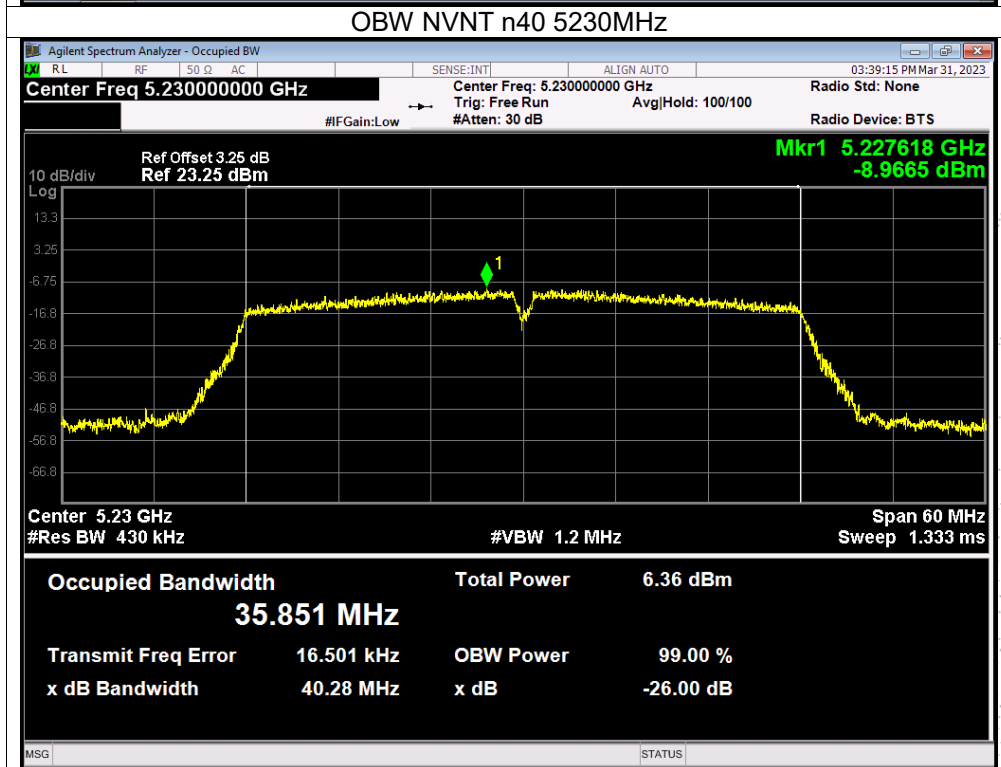 OBW NVNT n40 5230MHz
Agilent Spectrum Analyzer - Occupied BW
LXI RL RF 50 Ω AC SENSE:INT ALIGN AUTO 03:39:15 PM Mar 31, 2023
Center Freq 5.230000000 GHz Center Freq: 5.230000000 GHz Radio Std: None
Trig: Free Run Avg|Hold: 100/100
#IFGain:Low #Atten: 30 dB Radio Device: BTS
Ref Offset 3.25 dB Mkr1 5.227618 GHz
10 dB/div Ref 23.25 dBm -8.9665 dBm
Log
13.3
3.25
1
-6.75
-16.8
-26.8
-36.8
-46.8
-56.8
-66.8
Center 5.23 GHz Span 60 MHz
#Res BW 430 kHz #VBW 1.2 MHz Sweep 1.333 ms
Occupied Bandwidth Total Power 6.36 dBm
35.851 MHz
Transmit Freq Error 16.501 kHz OBW Power 99.00 %
x dB Bandwidth 40.28 MHz x dB -26.00 dB
MSG STATUS